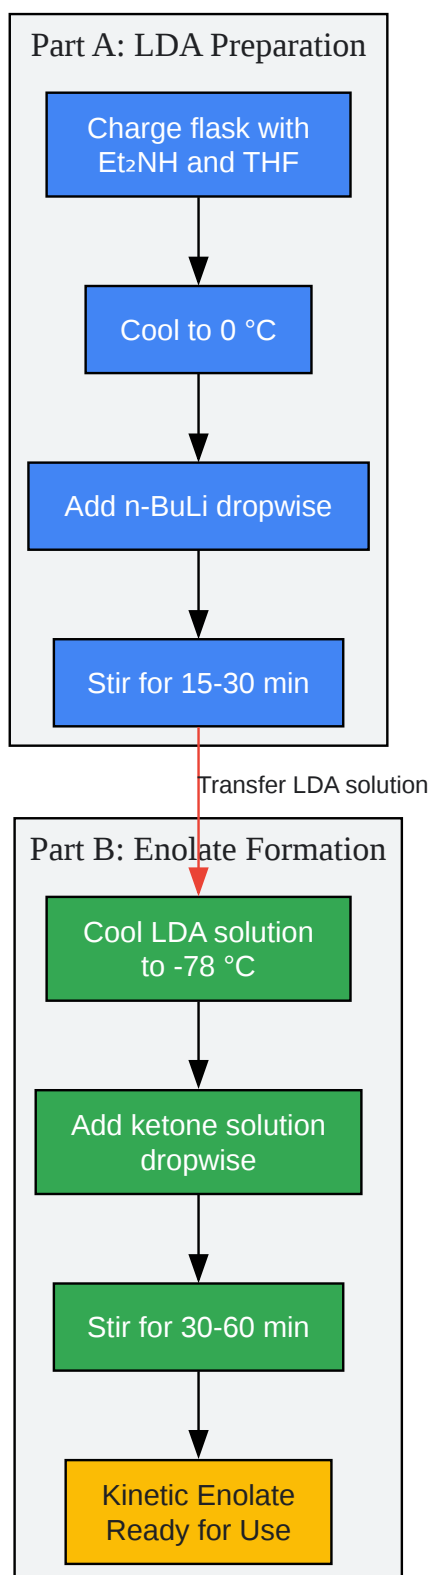 Part A: LDA Preparation
Charge flask with
Et₂NH and THF
Cool to 0 °C
Add n-BuLi dropwise
Stir for 15-30 min
Transfer LDA solution
Part B: Enolate Formation
Cool LDA solution
to -78 °C
Add ketone solution
dropwise
Stir for 30-60 min
Kinetic Enolate
Ready for Use